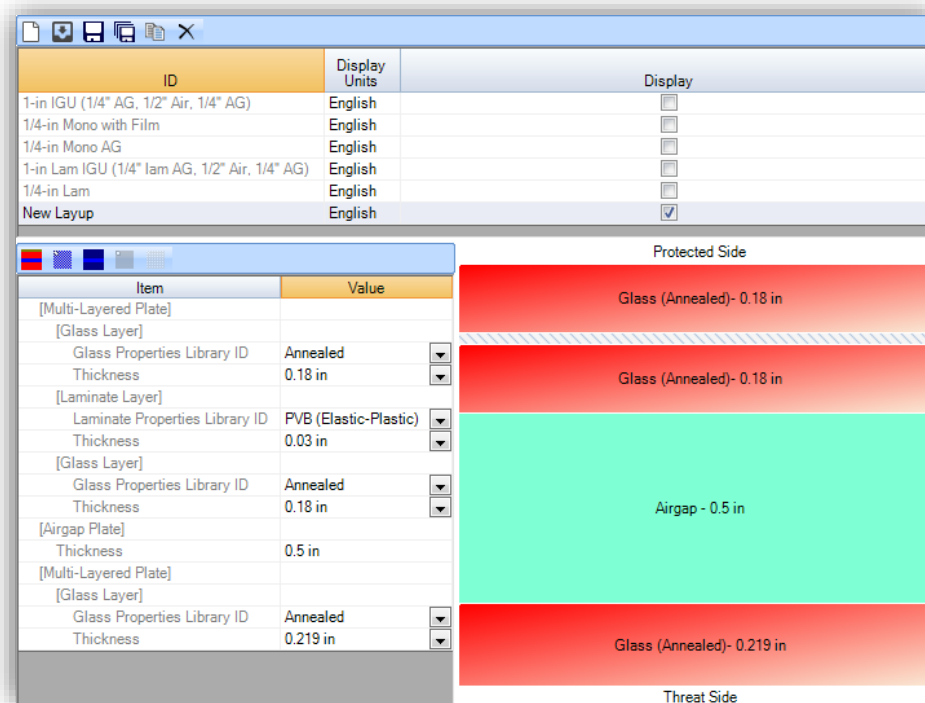 ID Display Units Display
1-in IGU (1/4" AG, 1/2" Air, 1/4" AG) English
1/4-in Mono with Film English
1/4-in Mono AG English
1-in Lam IGU (1/4" lam AG, 1/2" Air, 1/4" AG) English
1/4-in Lam English
New Layup English
Item Value
[Multi-Layered Plate]
[Glass Layer]
Glass Properties Library ID Annealed
Thickness 0.18 in
[Laminate Layer]
Laminate Properties Library ID PVB (Elastic-Plastic)
Thickness 0.03 in
[Glass Layer]
Glass Properties Library ID Annealed
Thickness 0.18 in
[Airgap Plate]
Thickness 0.5 in
[Multi-Layered Plate]
[Glass Layer]
Glass Properties Library ID Annealed
Thickness 0.219 in
Protected Side
Glass (Annealed)- 0.18 in
Glass (Annealed)- 0.18 in
Airgap - 0.5 in
Glass (Annealed)- 0.219 in
Threat Side